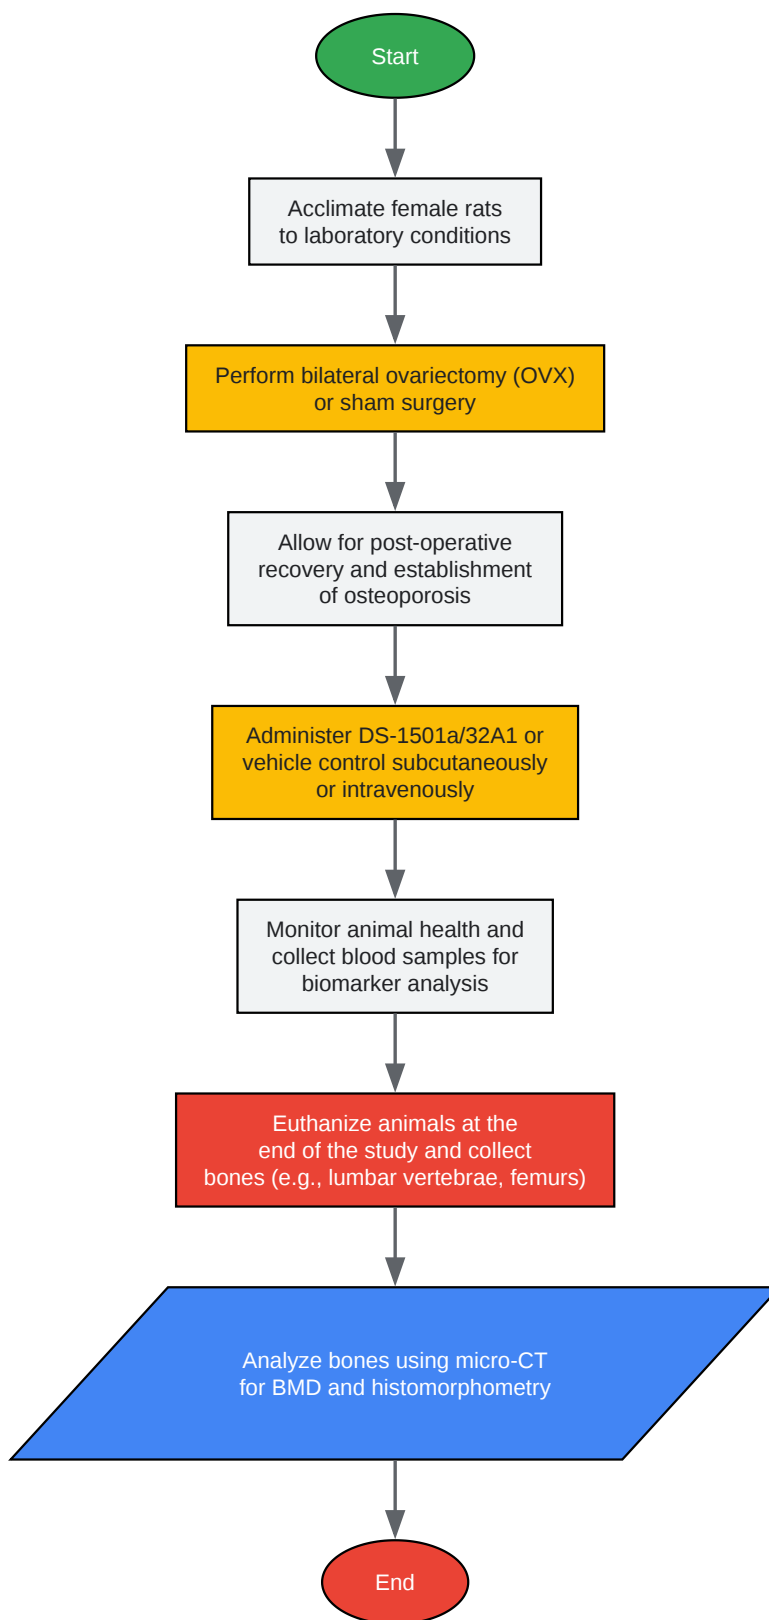 Start
Acclimate female rats
to laboratory conditions
Perform bilateral ovariectomy (OVX)
or sham surgery
Allow for post-operative
recovery and establishment
of osteoporosis
Administer DS-1501a/32A1 or
vehicle control subcutaneously
or intravenously
Monitor animal health and
collect blood samples for
biomarker analysis
Euthanize animals at the
end of the study and collect
bones (e.g., lumbar vertebrae, femurs)
Analyze bones using micro-CT
for BMD and histomorphometry
End